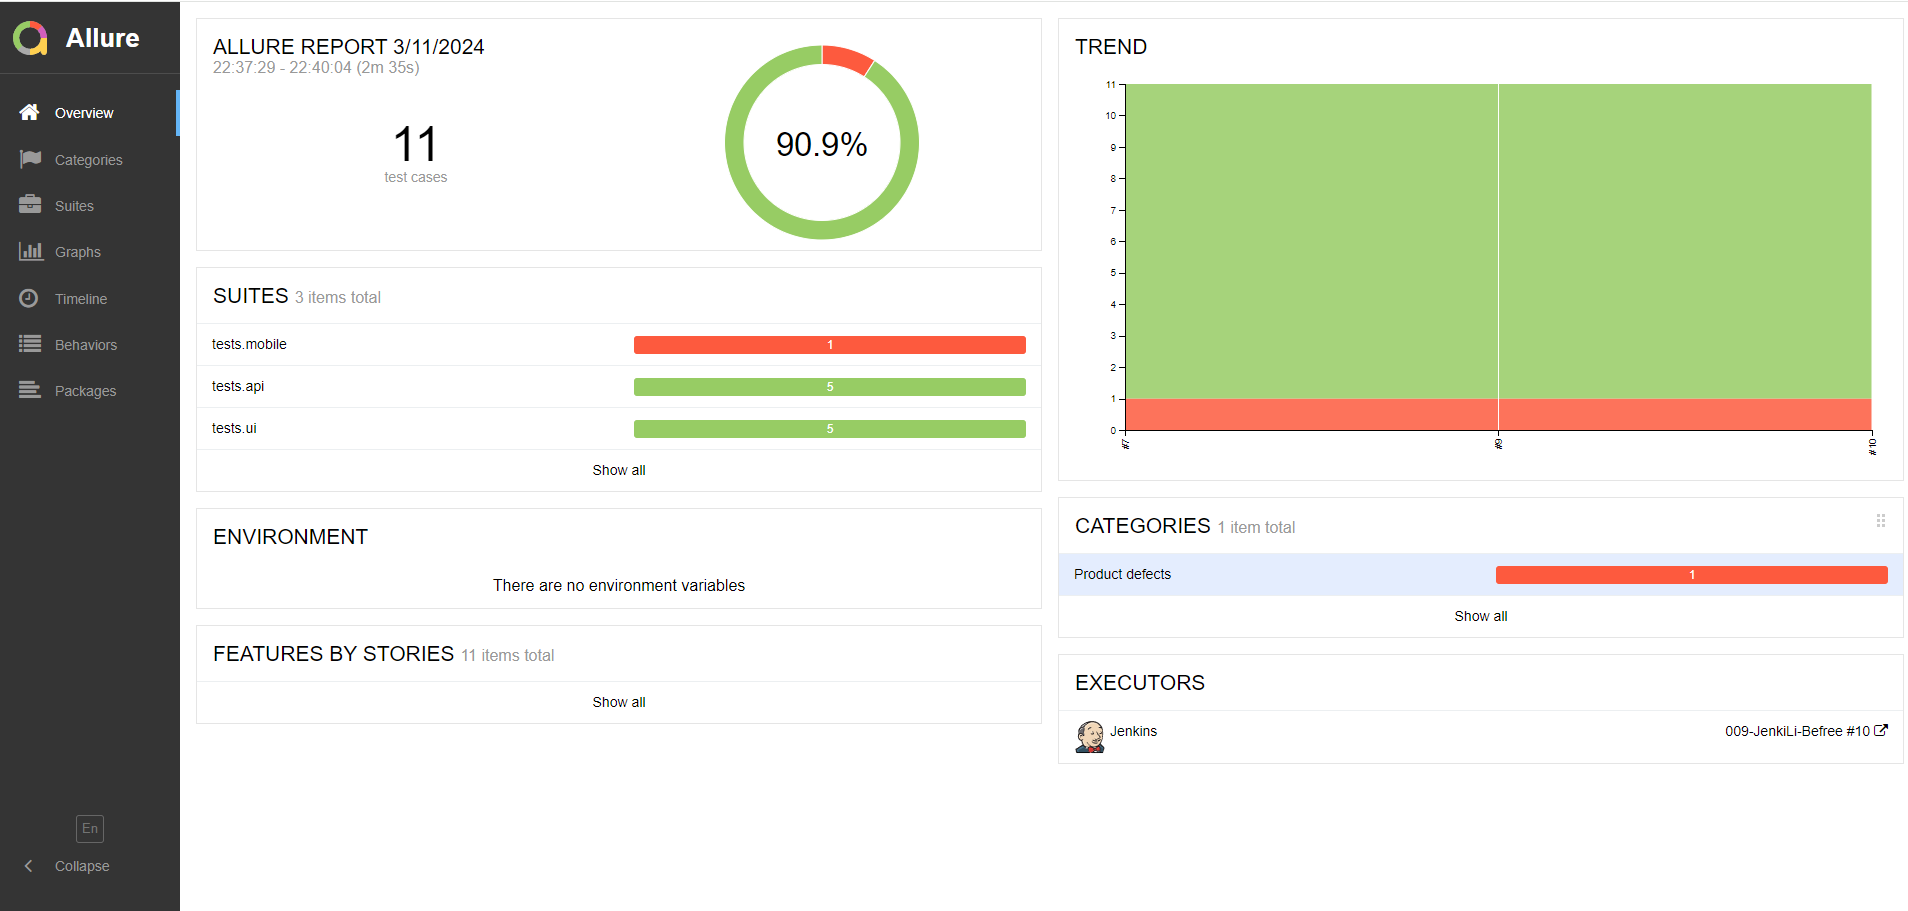 Allure
Overview
Categories
Suites
Graphs
Timeline
Behaviors
Packages
En
Collapse
ALLURE REPORT 3/11/2024
22:37:29 - 22:40:04 (2m 35s)
11
test cases
90.9%
SUITES 3 items total
tests.mobile 1
tests.api 5
tests.ui 5
Show all
ENVIRONMENT
There are no environment variables
FEATURES BY STORIES 11 items total
Show all
TREND
11
10
9
8
7
6
5
4
3
2
1
0
#7
#9
#10
CATEGORIES 1 item total
Product defects 1
Show all
EXECUTORS
Jenkins 009-JenkiLi-Befree #10